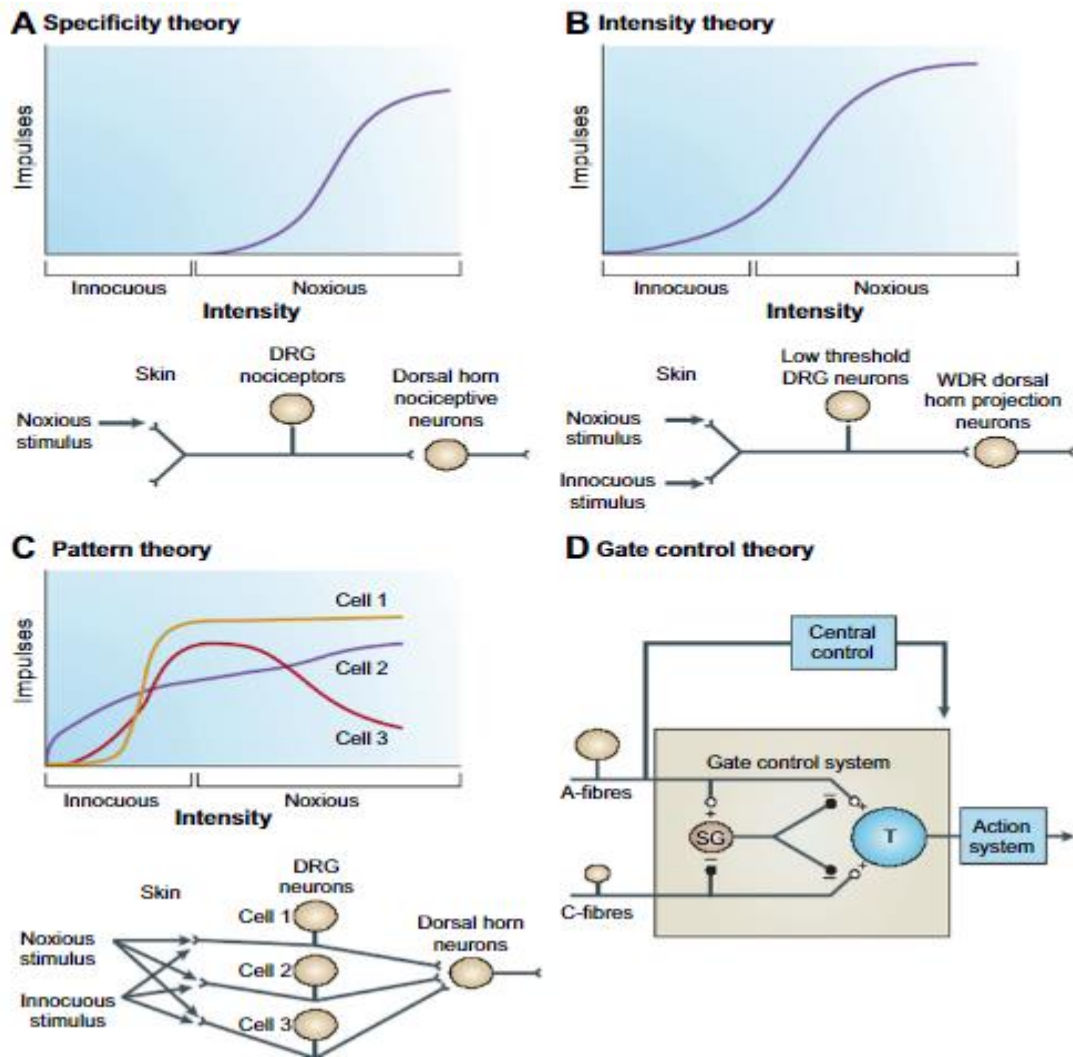 A Specificity theory
Impulses
Innocuous
Noxious
Intensity
Skin
DRG
nociceptors
Dorsal horn
nociceptive
neurons
Noxious
stimulus
B Intensity theory
Impulses
Innocuous
Noxious
Intensity
Skin
Low threshold
DRG neurons
WDR dorsal
horn projection
neurons
Noxious
stimulus
Innocuous
stimulus
C Pattern theory
Impulses
Cell 1
Cell 2
Cell 3
Innocuous
Noxious
Intensity
Skin
DRG
neurons
Cell 1
Cell 2
Cell 3
Dorsal horn
neurons
Noxious
stimulus
Innocuous
stimulus
D Gate control theory
Central
control
Gate control system
A-fibres
C-fibres
+
SG
−
−
−
+
+
T
Action
system